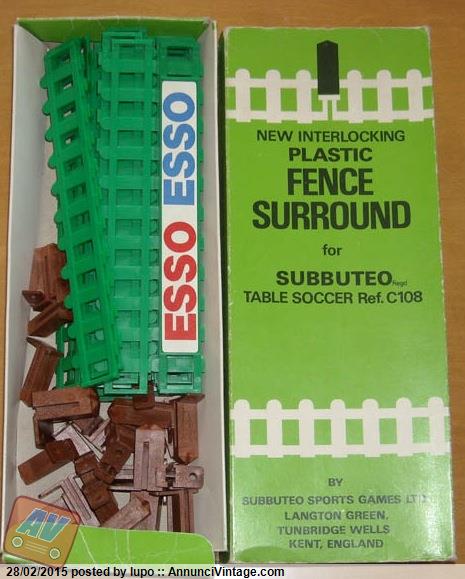 ESSO ESSO
NEW INTERLOCKING
PLASTIC
FENCE
SURROUND
for
SUBBUTEO Regd
TABLE SOCCER Ref. C108
BY
SUBBUTEO SPORTS GAMES LTD.
LANGTON GREEN,
TUNBRIDGE WELLS
KENT, ENGLAND
AV
28/02/2015 posted by lupo :: AnnunciVintage.com